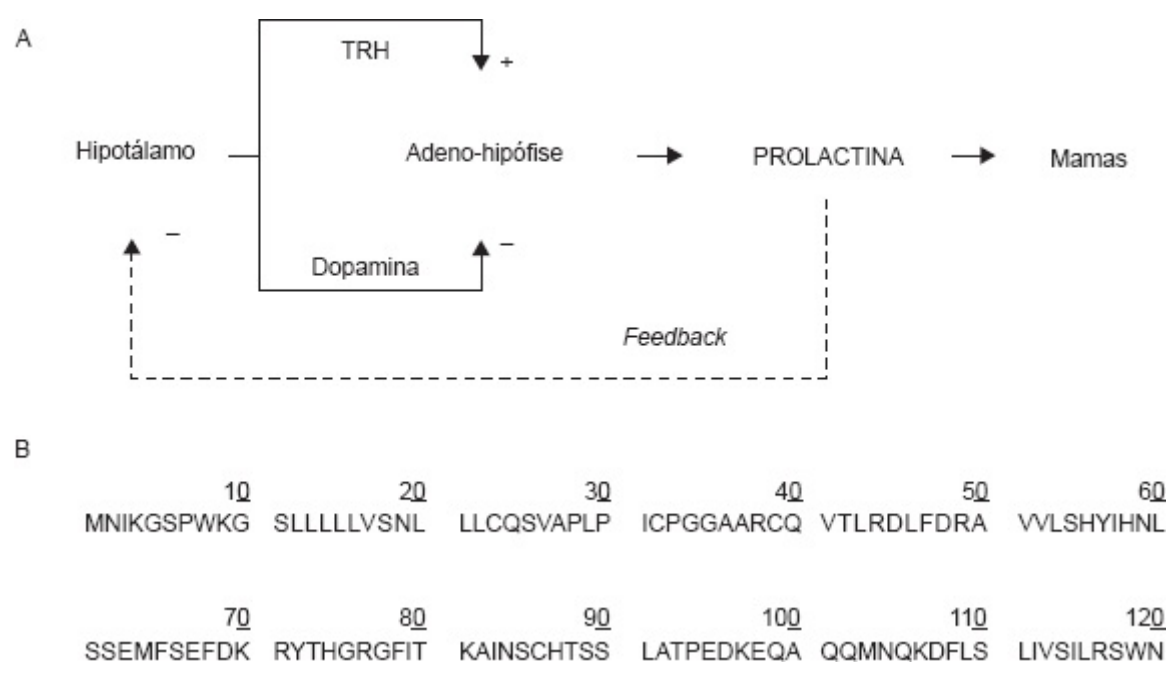 A
TRH
+
Hipotálamo Adeno-hipófise PROLACTINA Mamas
– –
Dopamina
Feedback
B
10 20 30 40 50 60
MNIKGSPWKG SLLLLLVSNL LLCQSVAPLP ICPGGAARCQ VTLRDLFDRA VVLSHYIHNL
70 80 90 100 110 120
SSEMFSEFDK RYTHGRGFIT KAINSCHTSS LATPEDKEQA QQMNQKDFLS LIVSILRSWN